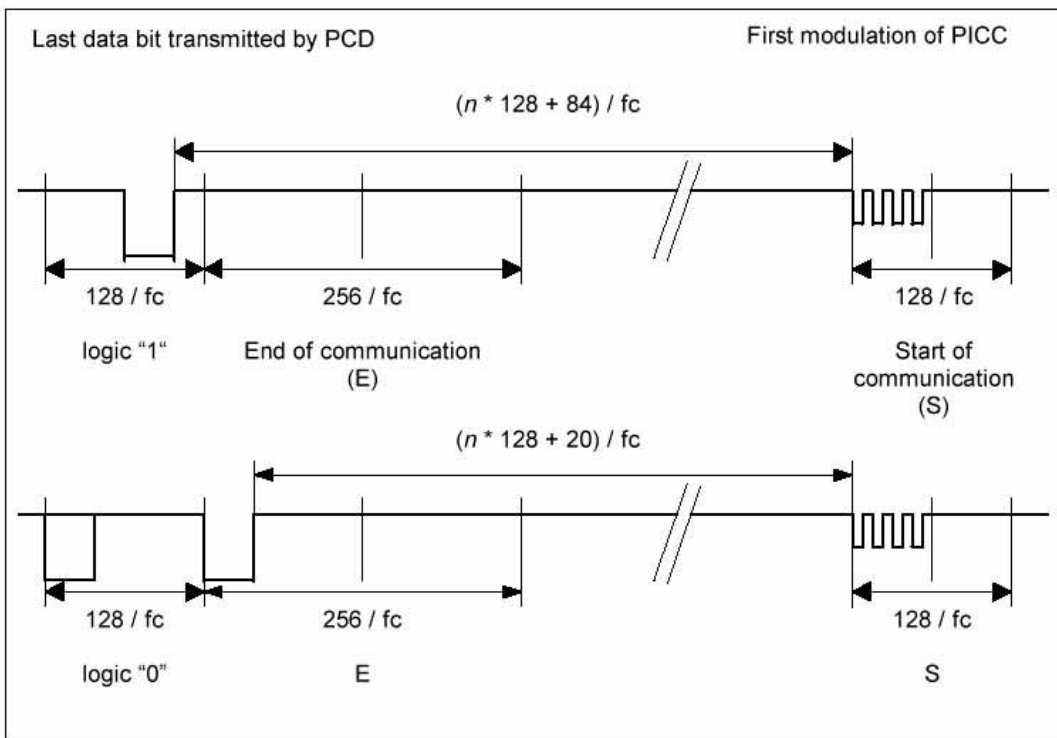 Last data bit transmitted by PCD
First modulation of PICC
(n * 128 + 84) / fc
128 / fc
256 / fc
128 / fc
logic “1“
End of communication
(E)
Start of
communication
(S)
(n * 128 + 20) / fc
128 / fc
256 / fc
128 / fc
logic “0”
E
S